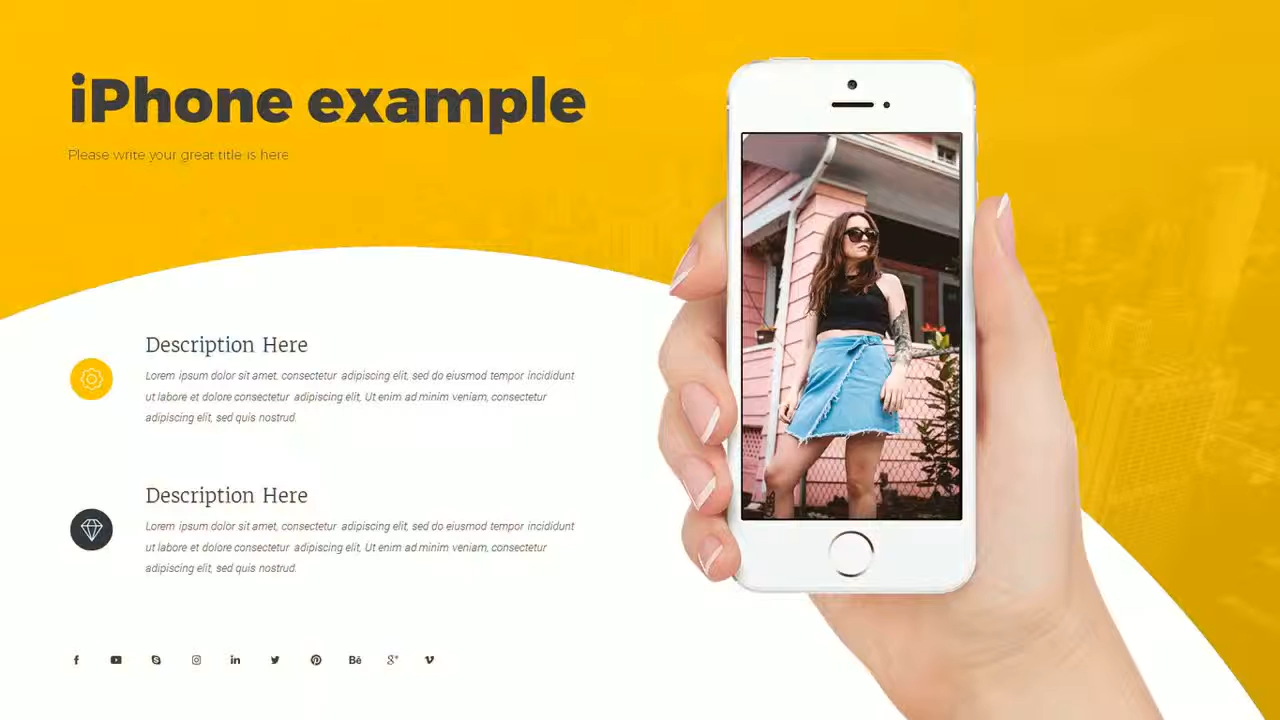 iPhone example
Please write your great title is here
Description Here
Lorem ipsum dolor sit amet, consectetur adipiscing elit, sed do eiusmod tempor incididunt
ut labore et dolore consectetur adipiscing elit, Ut enim ad minim veniam, consectetur
adipiscing elit, sed quis nostrud.
Description Here
Lorem ipsum dolor sit amet, consectetur adipiscing elit, sed do eiusmod tempor incididunt
ut labore et dolore consectetur adipiscing elit, Ut enim ad minim veniam, consectetur
adipiscing elit, sed quis nostrud.